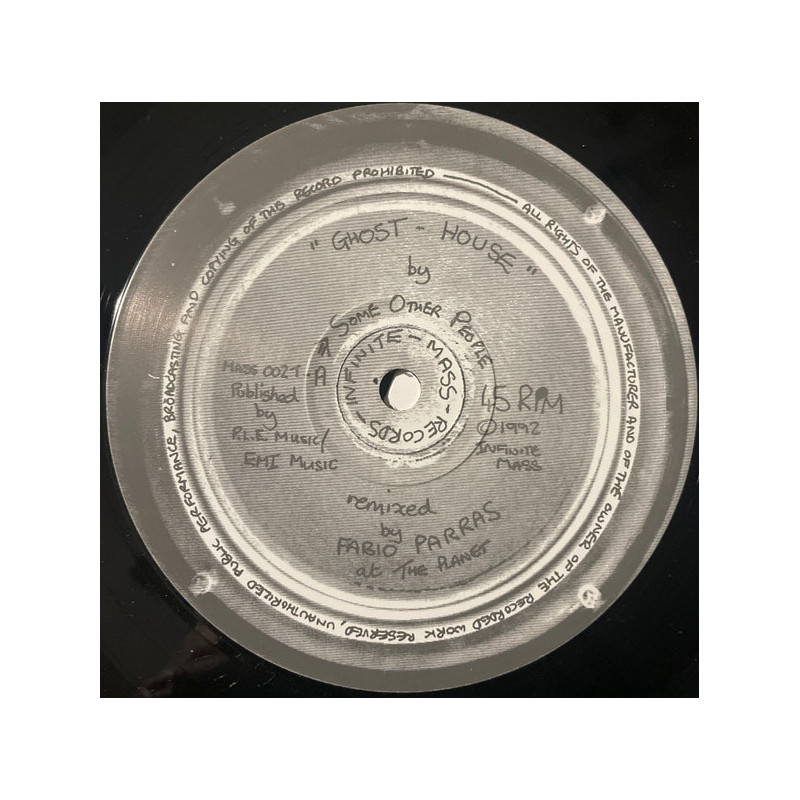 " GHOST - HOUSE "
by
SOME OTHER PEOPLE
INFINITE - MASS - RECORDS -
MASS 002T A
Published
by
P.L.E. MUSIC/
EMI MUSIC
45 RPM
©1992
INFINITE
MASS
remixed
by
FABIO PARRAS
at THE PLANET
ALL RIGHTS OF THE MANUFACTURER AND OF THE OWNER OF THE RECORDED WORK RESERVED, UNAUTHORIZED PUBLIC PERFORMANCE, BROADCASTING AND COPYING OF THIS RECORD PROHIBITED